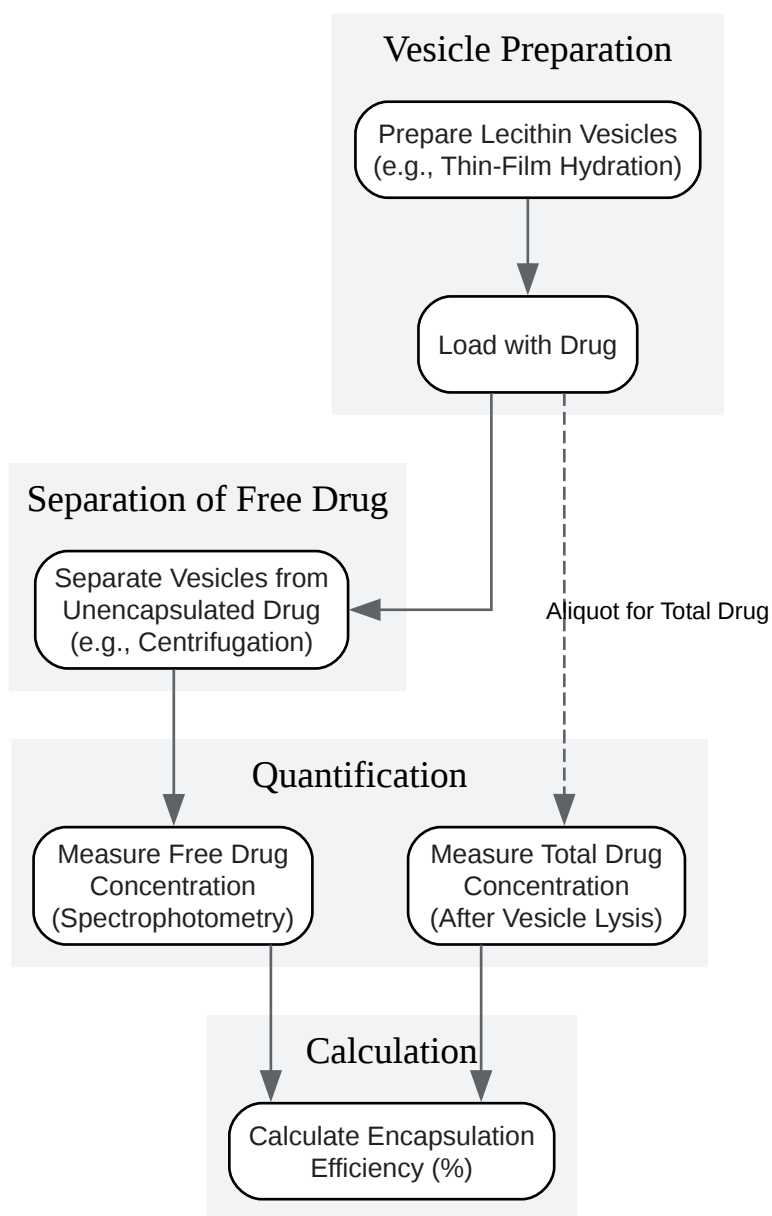 Vesicle Preparation
Prepare Lecithin Vesicles
(e.g., Thin-Film Hydration)
Load with Drug
Separation of Free Drug
Separate Vesicles from
Unencapsulated Drug
(e.g., Centrifugation)
Aliquot for Total Drug
Quantification
Measure Free Drug
Concentration
(Spectrophotometry)
Measure Total Drug
Concentration
(After Vesicle Lysis)
Calculation
Calculate Encapsulation
Efficiency (%)